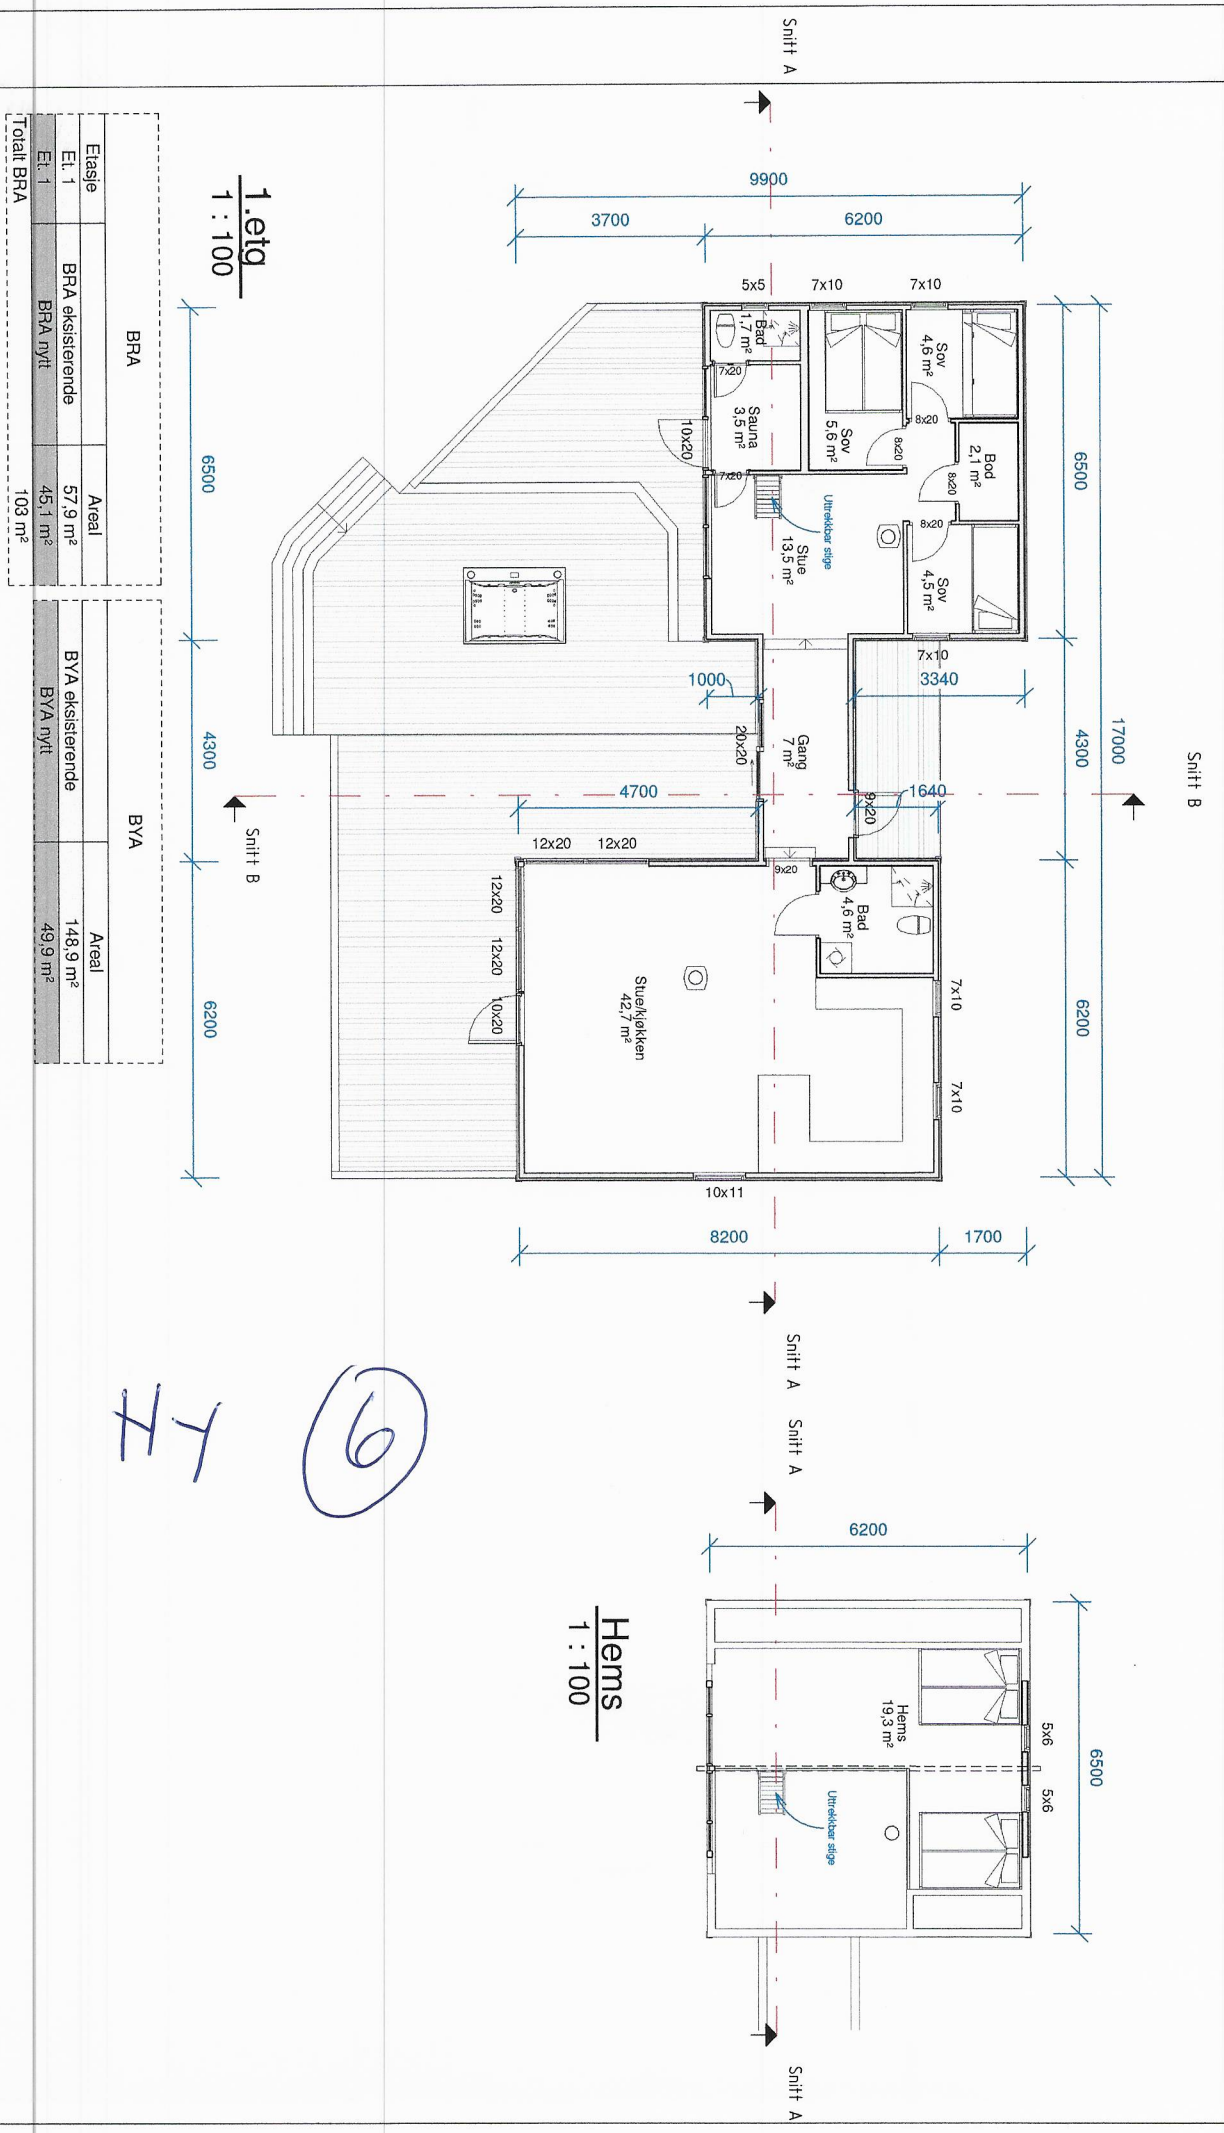 Snitt A
Snitt B
17000
6500
4300
6200
9900
6200
3700
7x10
7x10
5x5
Sov
4,6 m²
Bod
2,1 m²
Sov
4,5 m²
8x20
8x20
8x20
8x20
Sov
5,6 m²
Bad
1,7 m²
7x20
Sauna
3,5 m²
7x20
10x20
Uttrekkbar stige
Stue
13,5 m²
7x10
3340
1000
Gang
7 m²
20x20
1640
9x20
4700
12x20
12x20
9x20
Bad
4,6 m²
7x10
7x10
Stue/kjøkken
42,7 m²
12x20
12x20
10x20
10x11
1700
8200
Snitt A
6500
4300
6200
Snitt B
1.etg
1 : 100
Snitt A
6500
6200
5x6
5x6
Hems
19,3 m²
Uttrekkbar stige
Snitt A
Hems
1 : 100
6
HY
BRA
Etasje
Areal
Et. 1
BRA eksisterende
57,9 m²
Et. 1
BRA nytt
45,1 m²
Totalt BRA
103 m²
BYA
Areal
BYA eksisterende
148,9 m²
BYA nytt
49,9 m²